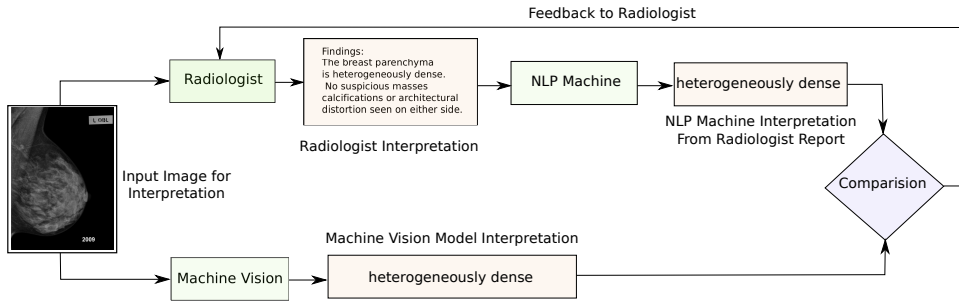 Feedback to Radiologist
Radiologist
Findings:
The breast parenchyma
is heterogeneously dense.
No suspicious masses
calcifications or architectural
distortion seen on either side.
NLP Machine
heterogeneously dense
Radiologist Interpretation
NLP Machine Interpretation
From Radiologist Report
Input Image for
Interpretation
Comparision
2009
Machine Vision Model Interpretation
Machine Vision
heterogeneously dense